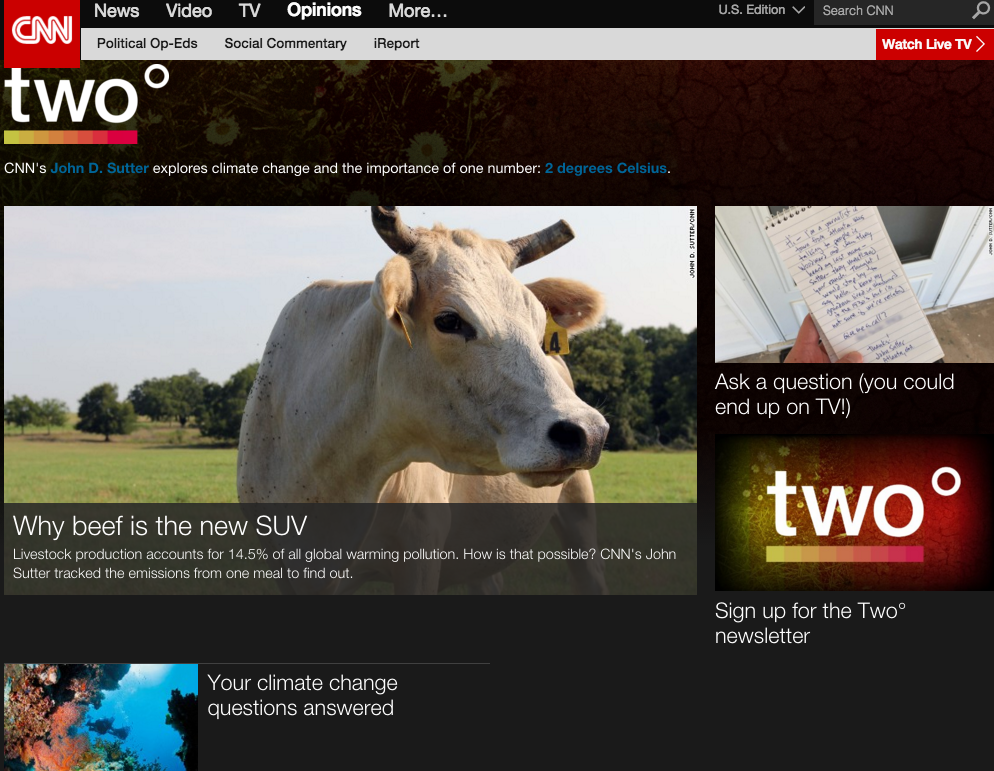 CNN
News Video TV Opinions More...
U.S. Edition
Search CNN
Political Op-Eds Social Commentary iReport
Watch Live TV
two°
CNN's John D. Sutter explores climate change and the importance of one number: 2 degrees Celsius.
JOHN D. SUTTER/CNN
4
Why beef is the new SUV
Livestock production accounts for 14.5% of all global warming pollution. How is that possible? CNN's John
Sutter tracked the emissions from one meal to find out.
Ask a question (you could
end up on TV!)
two°
Sign up for the Two°
newsletter
Your climate change
questions answered